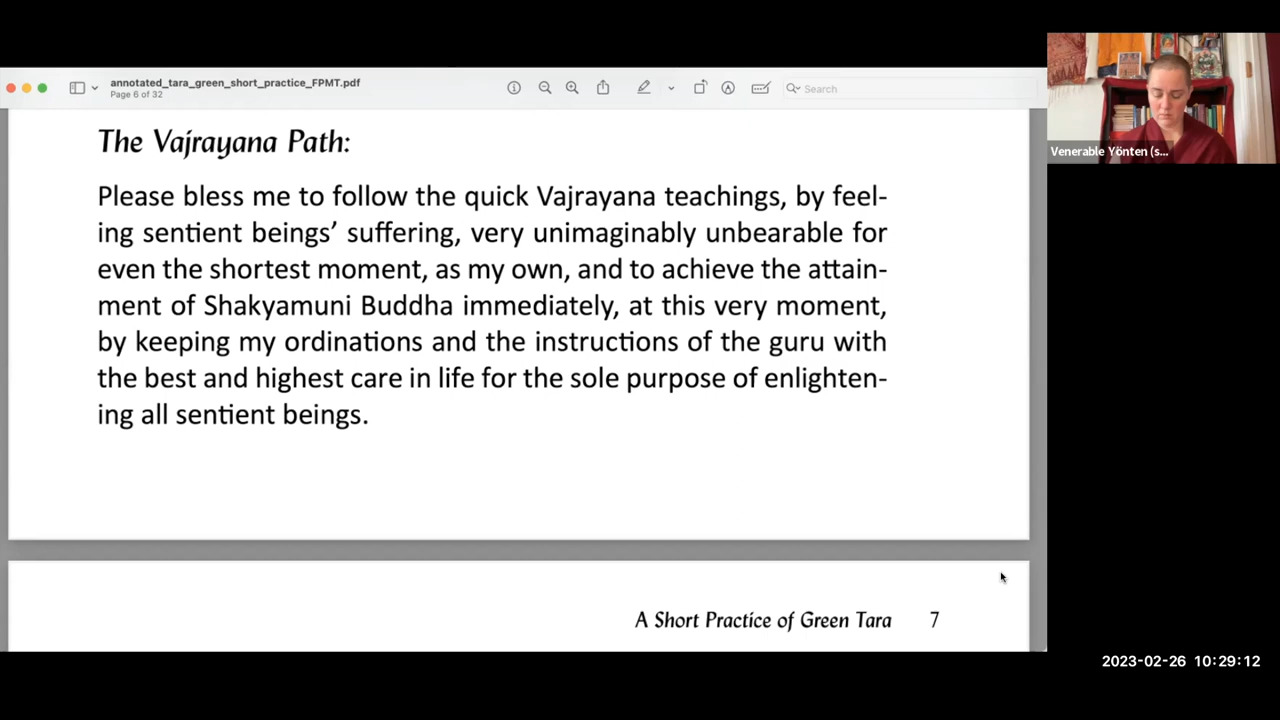 annotated_tara_green_short_practice_FPMT.pdf
Page 6 of 32
Search
The Vajrayana Path:
Please bless me to follow the quick Vajrayana teachings, by feel-
ing sentient beings’ suffering, very unimaginably unbearable for
even the shortest moment, as my own, and to achieve the attain-
ment of Shakyamuni Buddha immediately, at this very moment,
by keeping my ordinations and the instructions of the guru with
the best and highest care in life for the sole purpose of enlighten-
ing all sentient beings.
A Short Practice of Green Tara 7
Venerable Yönten (s...
2023-02-26 10:29:12